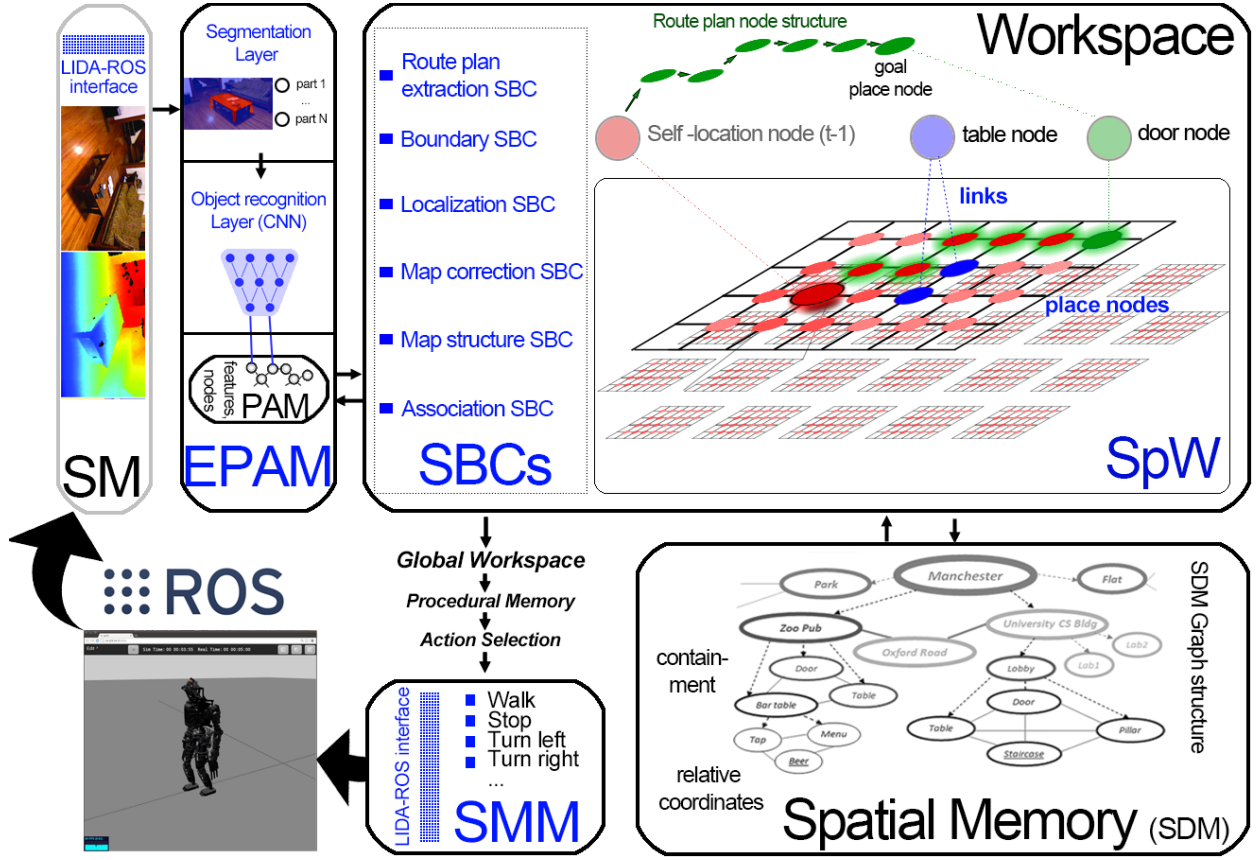 LIDA-ROS
interface
SM
Segmentation
Layer
part 1
...
part N
Object recognition
Layer (CNN)
features,
nodes
PAM
EPAM
Route plan
extraction SBC
Boundary SBC
Localization SBC
Map correction SBC
Map structure SBC
Association SBC
SBCs
Workspace
Route plan node structure
goal
place node
Self -location node (t-1)
table node
door node
links
place nodes
SpW
ROS
Global Workspace
Procedural Memory
Action Selection
LIDA-ROS interface
Walk
Stop
Turn left
Turn right
...
SMM
Manchester
Park
Flat
Zoo Pub
University CS Bldg
Oxford Road
Lab1
Lab2
Door
Table
Bar table
Tap
Menu
Beer
Lobby
Door
Table
Pillar
Staircase
contain-
ment
relative
coordinates
SDM Graph structure
Spatial Memory (SDM)